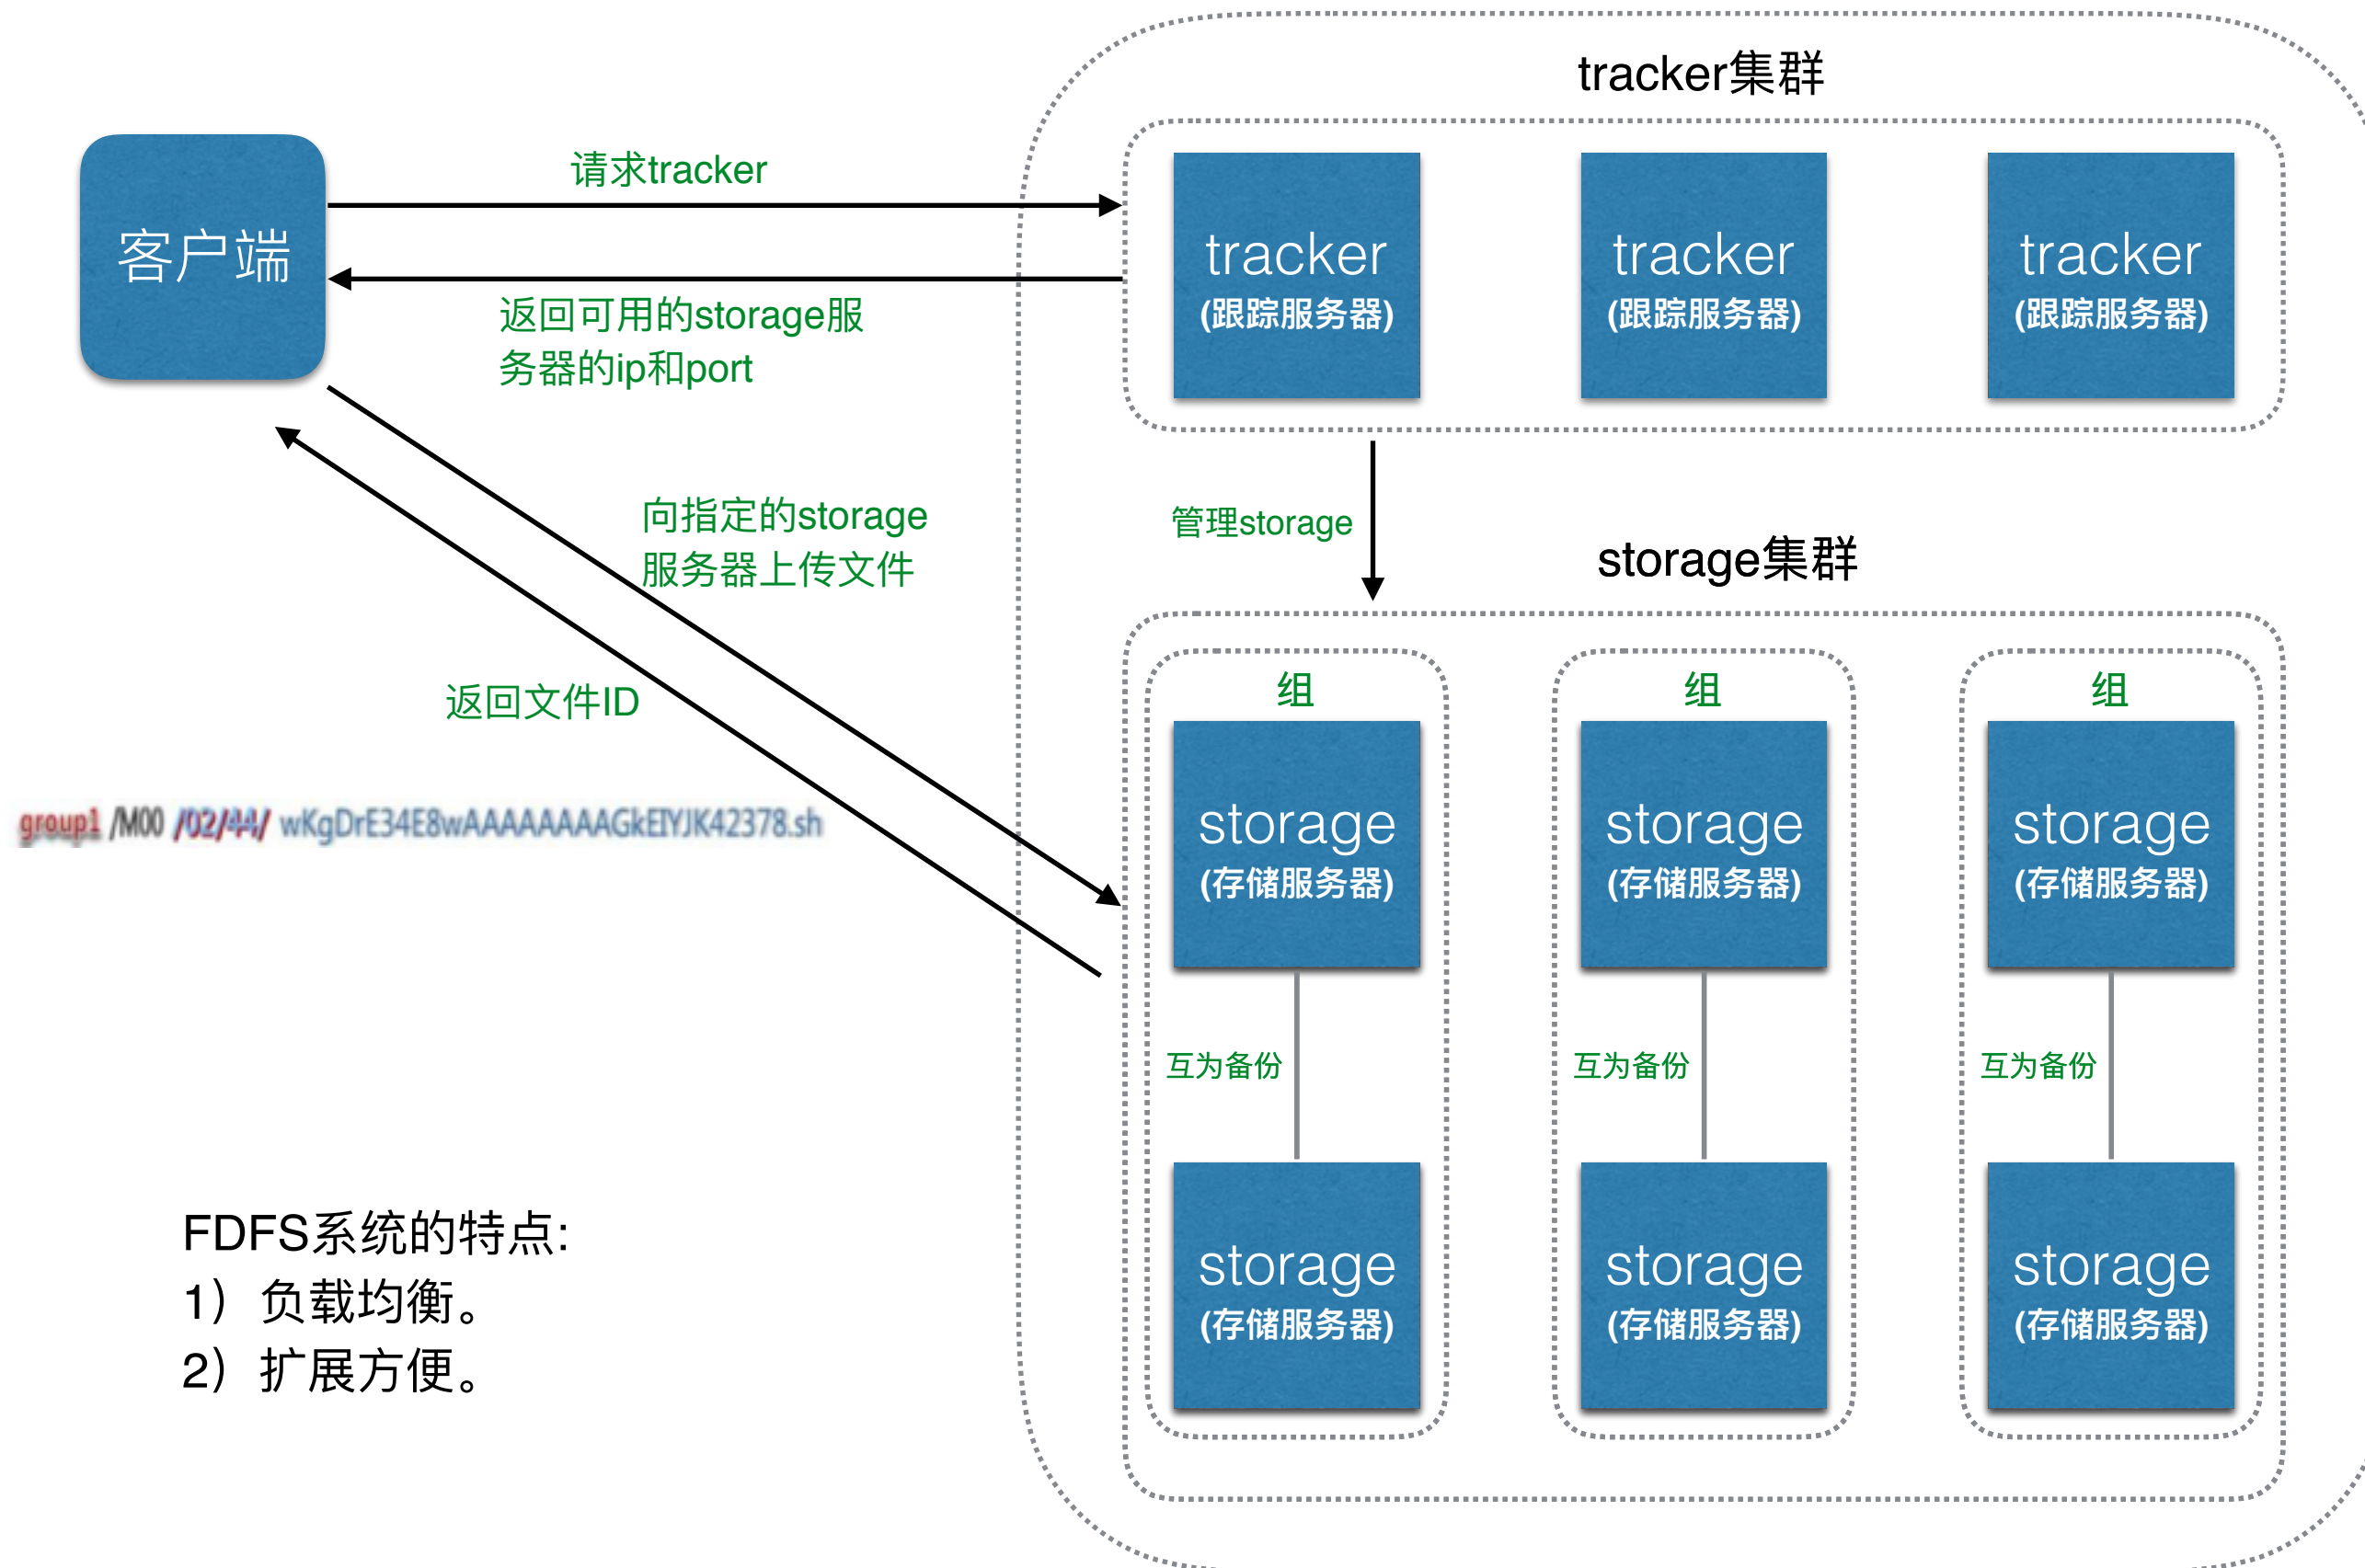 tracker集群
客户端
请求tracker
返回可用的storage服
务器的ip和port
tracker
(跟踪服务器)
tracker
(跟踪服务器)
tracker
(跟踪服务器)
向指定的storage
服务器上传文件
管理storage
storage集群
返回文件ID
group1 /M00 /02/44/ wKgDrE34E8wAAAAAAAAGkEIYJK42378.sh
组
组
组
storage
(存储服务器)
storage
(存储服务器)
storage
(存储服务器)
互为备份
互为备份
互为备份
storage
(存储服务器)
storage
(存储服务器)
storage
(存储服务器)
FDFS系统的特点:
1）负载均衡。
2）扩展方便。